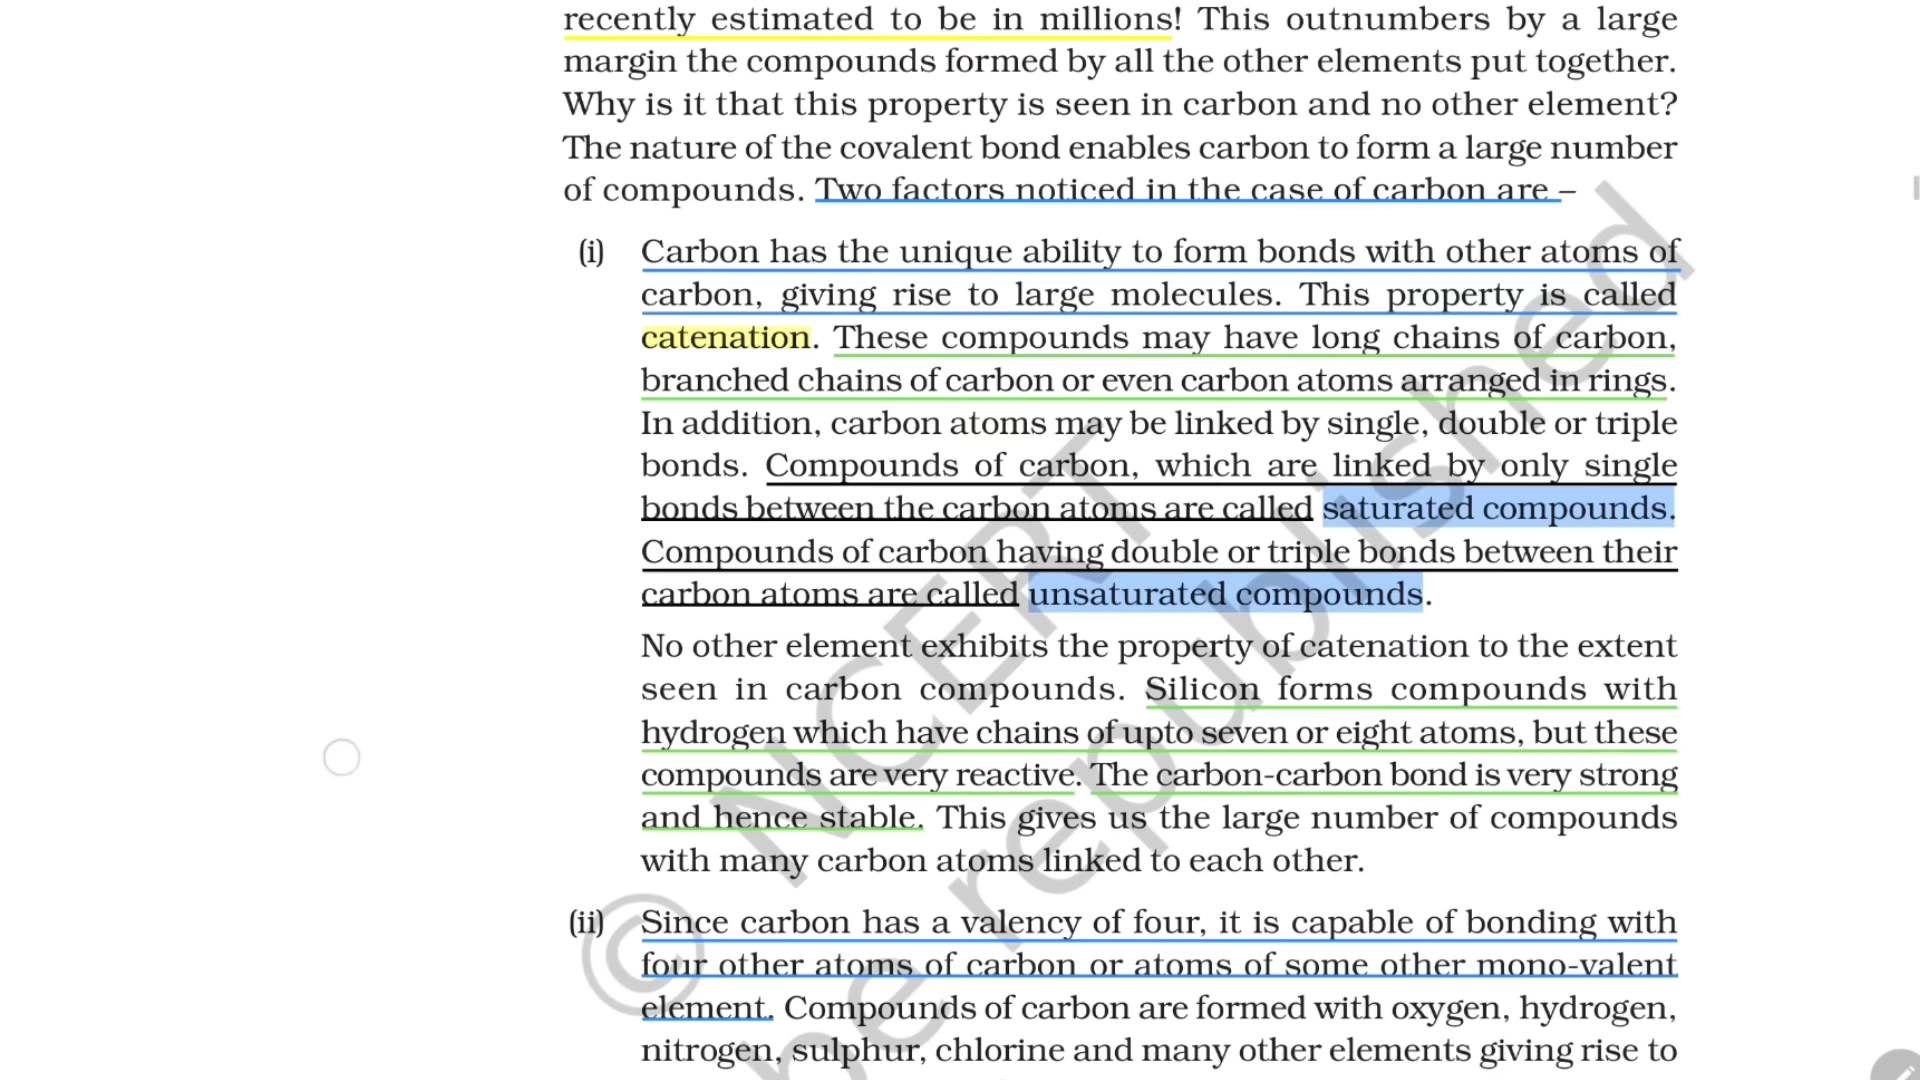 recently estimated to be in millions! This outnumbers by a large
margin the compounds formed by all the other elements put together.
Why is it that this property is seen in carbon and no other element?
The nature of the covalent bond enables carbon to form a large number
of compounds. Two factors noticed in the case of carbon are –
(i) Carbon has the unique ability to form bonds with other atoms of
carbon, giving rise to large molecules. This property is called
catenation. These compounds may have long chains of carbon,
branched chains of carbon or even carbon atoms arranged in rings.
In addition, carbon atoms may be linked by single, double or triple
bonds. Compounds of carbon, which are linked by only single
bonds between the carbon atoms are called saturated compounds.
Compounds of carbon having double or triple bonds between their
carbon atoms are called unsaturated compounds.
No other element exhibits the property of catenation to the extent
seen in carbon compounds. Silicon forms compounds with
hydrogen which have chains of upto seven or eight atoms, but these
compounds are very reactive. The carbon-carbon bond is very strong
and hence stable. This gives us the large number of compounds
with many carbon atoms linked to each other.
(ii) Since carbon has a valency of four, it is capable of bonding with
four other atoms of carbon or atoms of some other mono-valent
element. Compounds of carbon are formed with oxygen, hydrogen,
nitrogen, sulphur, chlorine and many other elements giving rise to
© NCERT
be republished